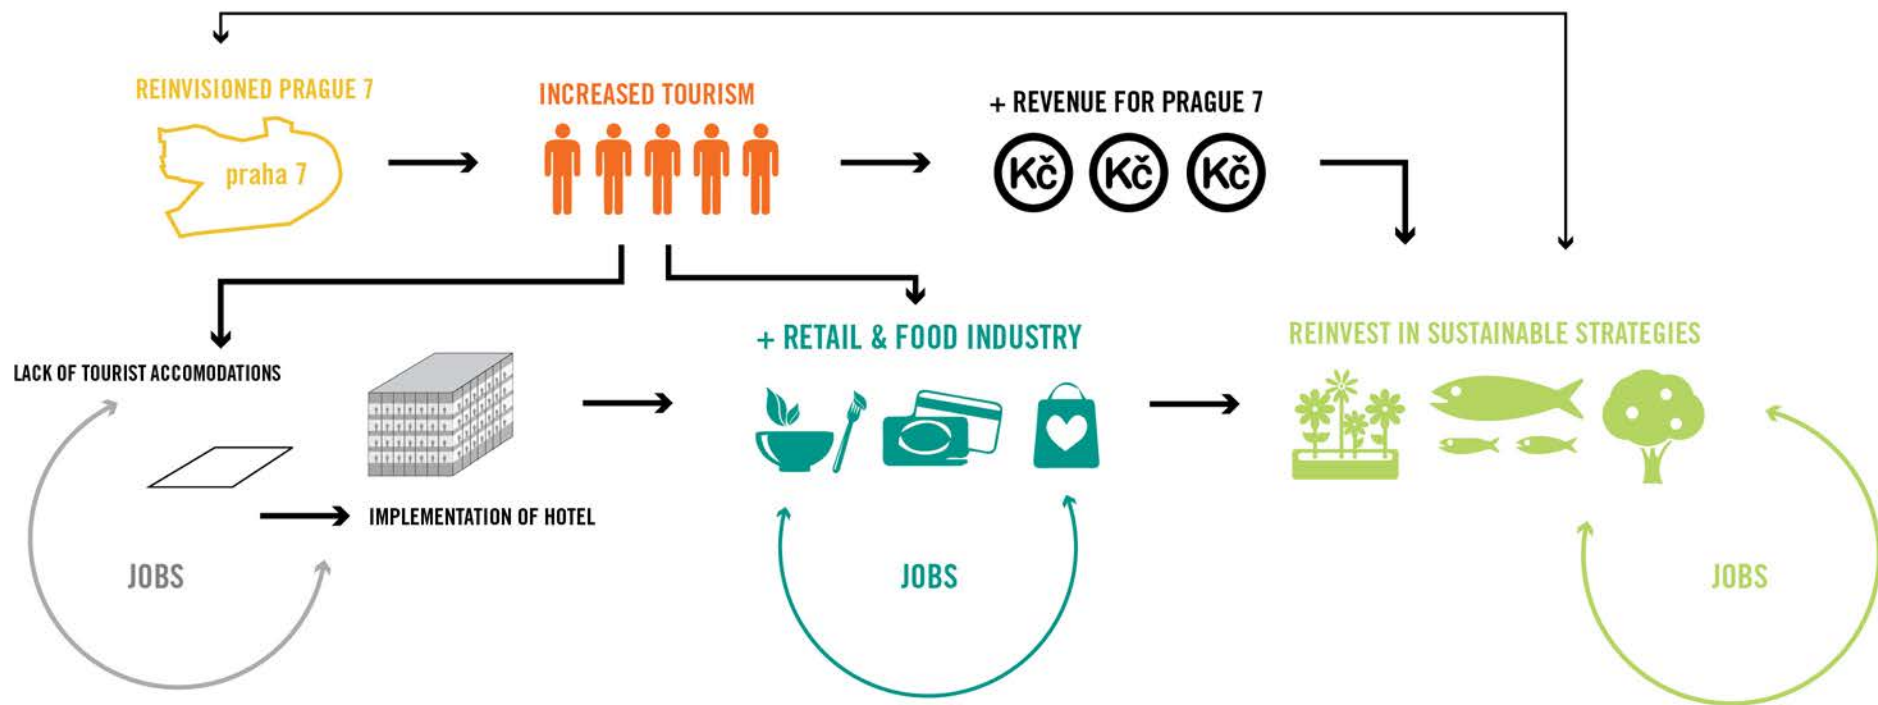 REINVISIONED PRAGUE 7
praha 7
INCREASED TOURISM
+ REVENUE FOR PRAGUE 7
Kč Kč Kč
LACK OF TOURIST ACCOMODATIONS
IMPLEMENTATION OF HOTEL
JOBS
+ RETAIL & FOOD INDUSTRY
JOBS
REINVEST IN SUSTAINABLE STRATEGIES
JOBS